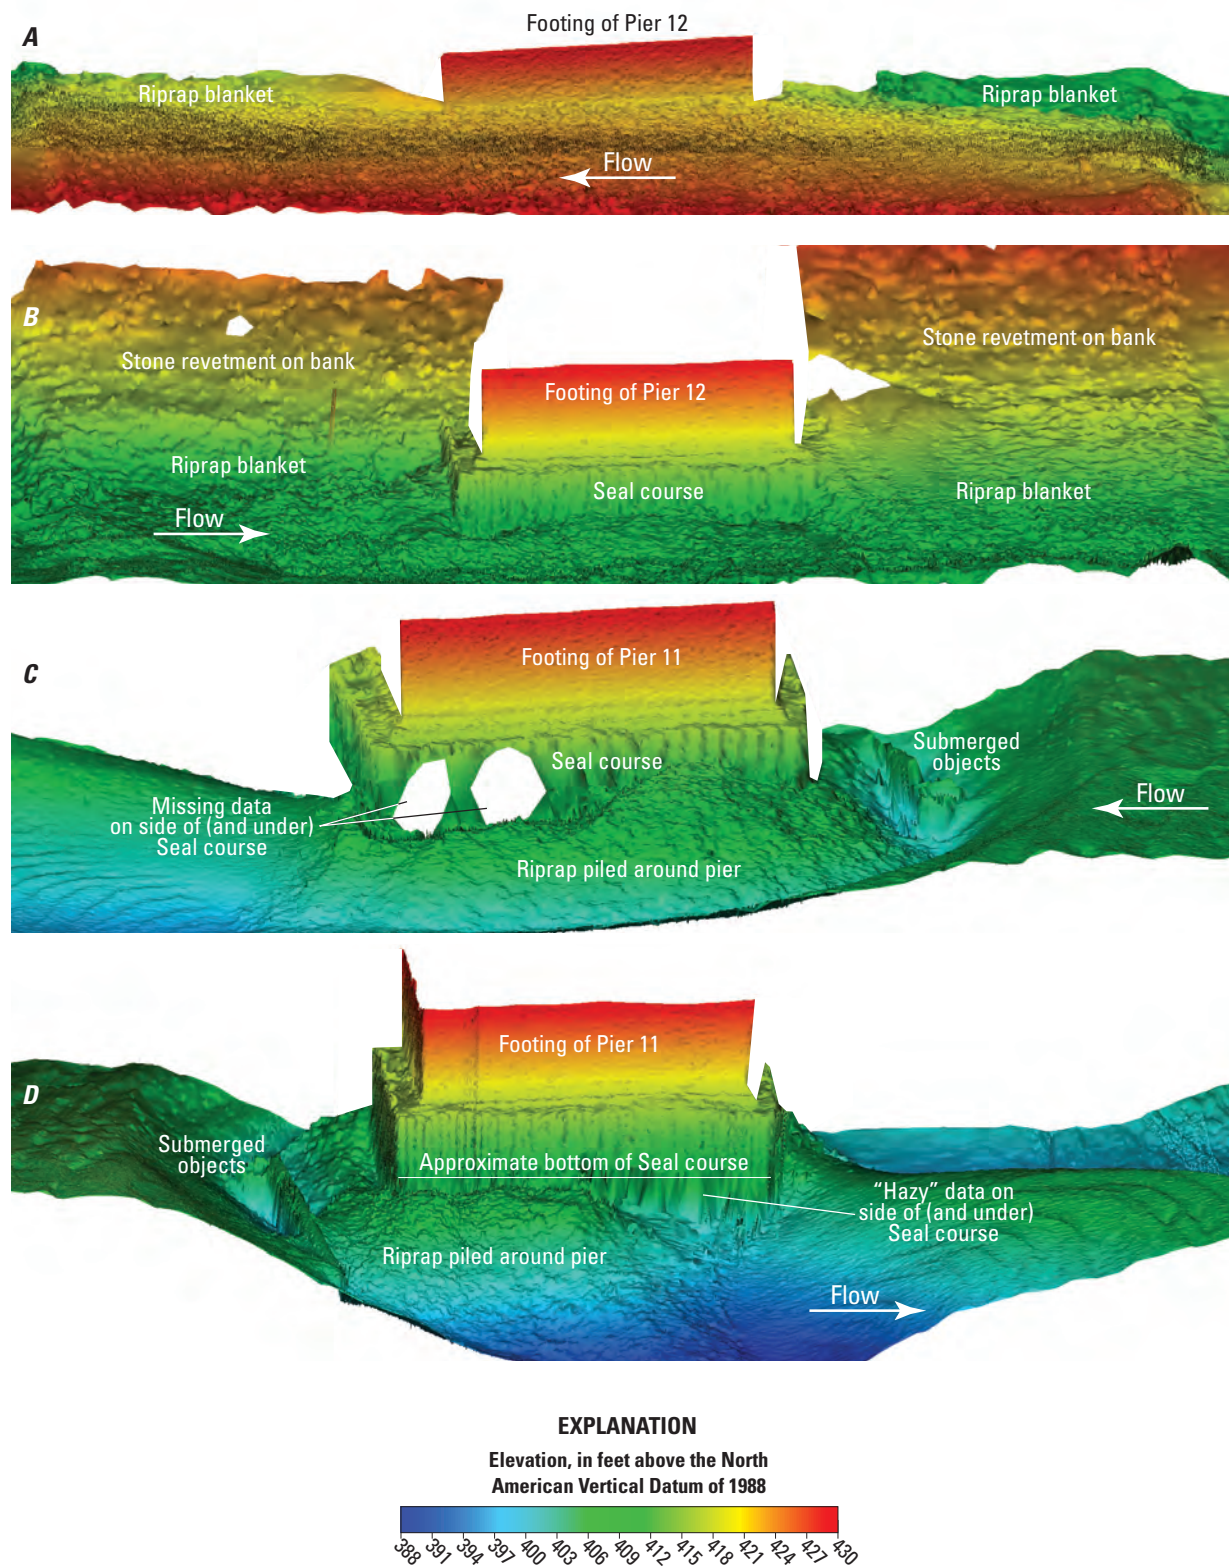 A
Footing of Pier 12
Riprap blanket
Riprap blanket
Flow
B
Stone revetment on bank
Stone revetment on bank
Footing of Pier 12
Riprap blanket
Seal course
Riprap blanket
Flow
C
Footing of Pier 11
Submerged
objects
Seal course
Flow
Missing data
on side of (and under)
Seal course
Riprap piled around pier
D
Footing of Pier 11
Submerged
objects
Approximate bottom of Seal course
“Hazy” data on
side of (and under)
Seal course
Riprap piled around pier
Flow
EXPLANATION
Elevation, in feet above the North
American Vertical Datum of 1988
388 391 394 397 400 403 406 409 412 415 418 421 424 427 430